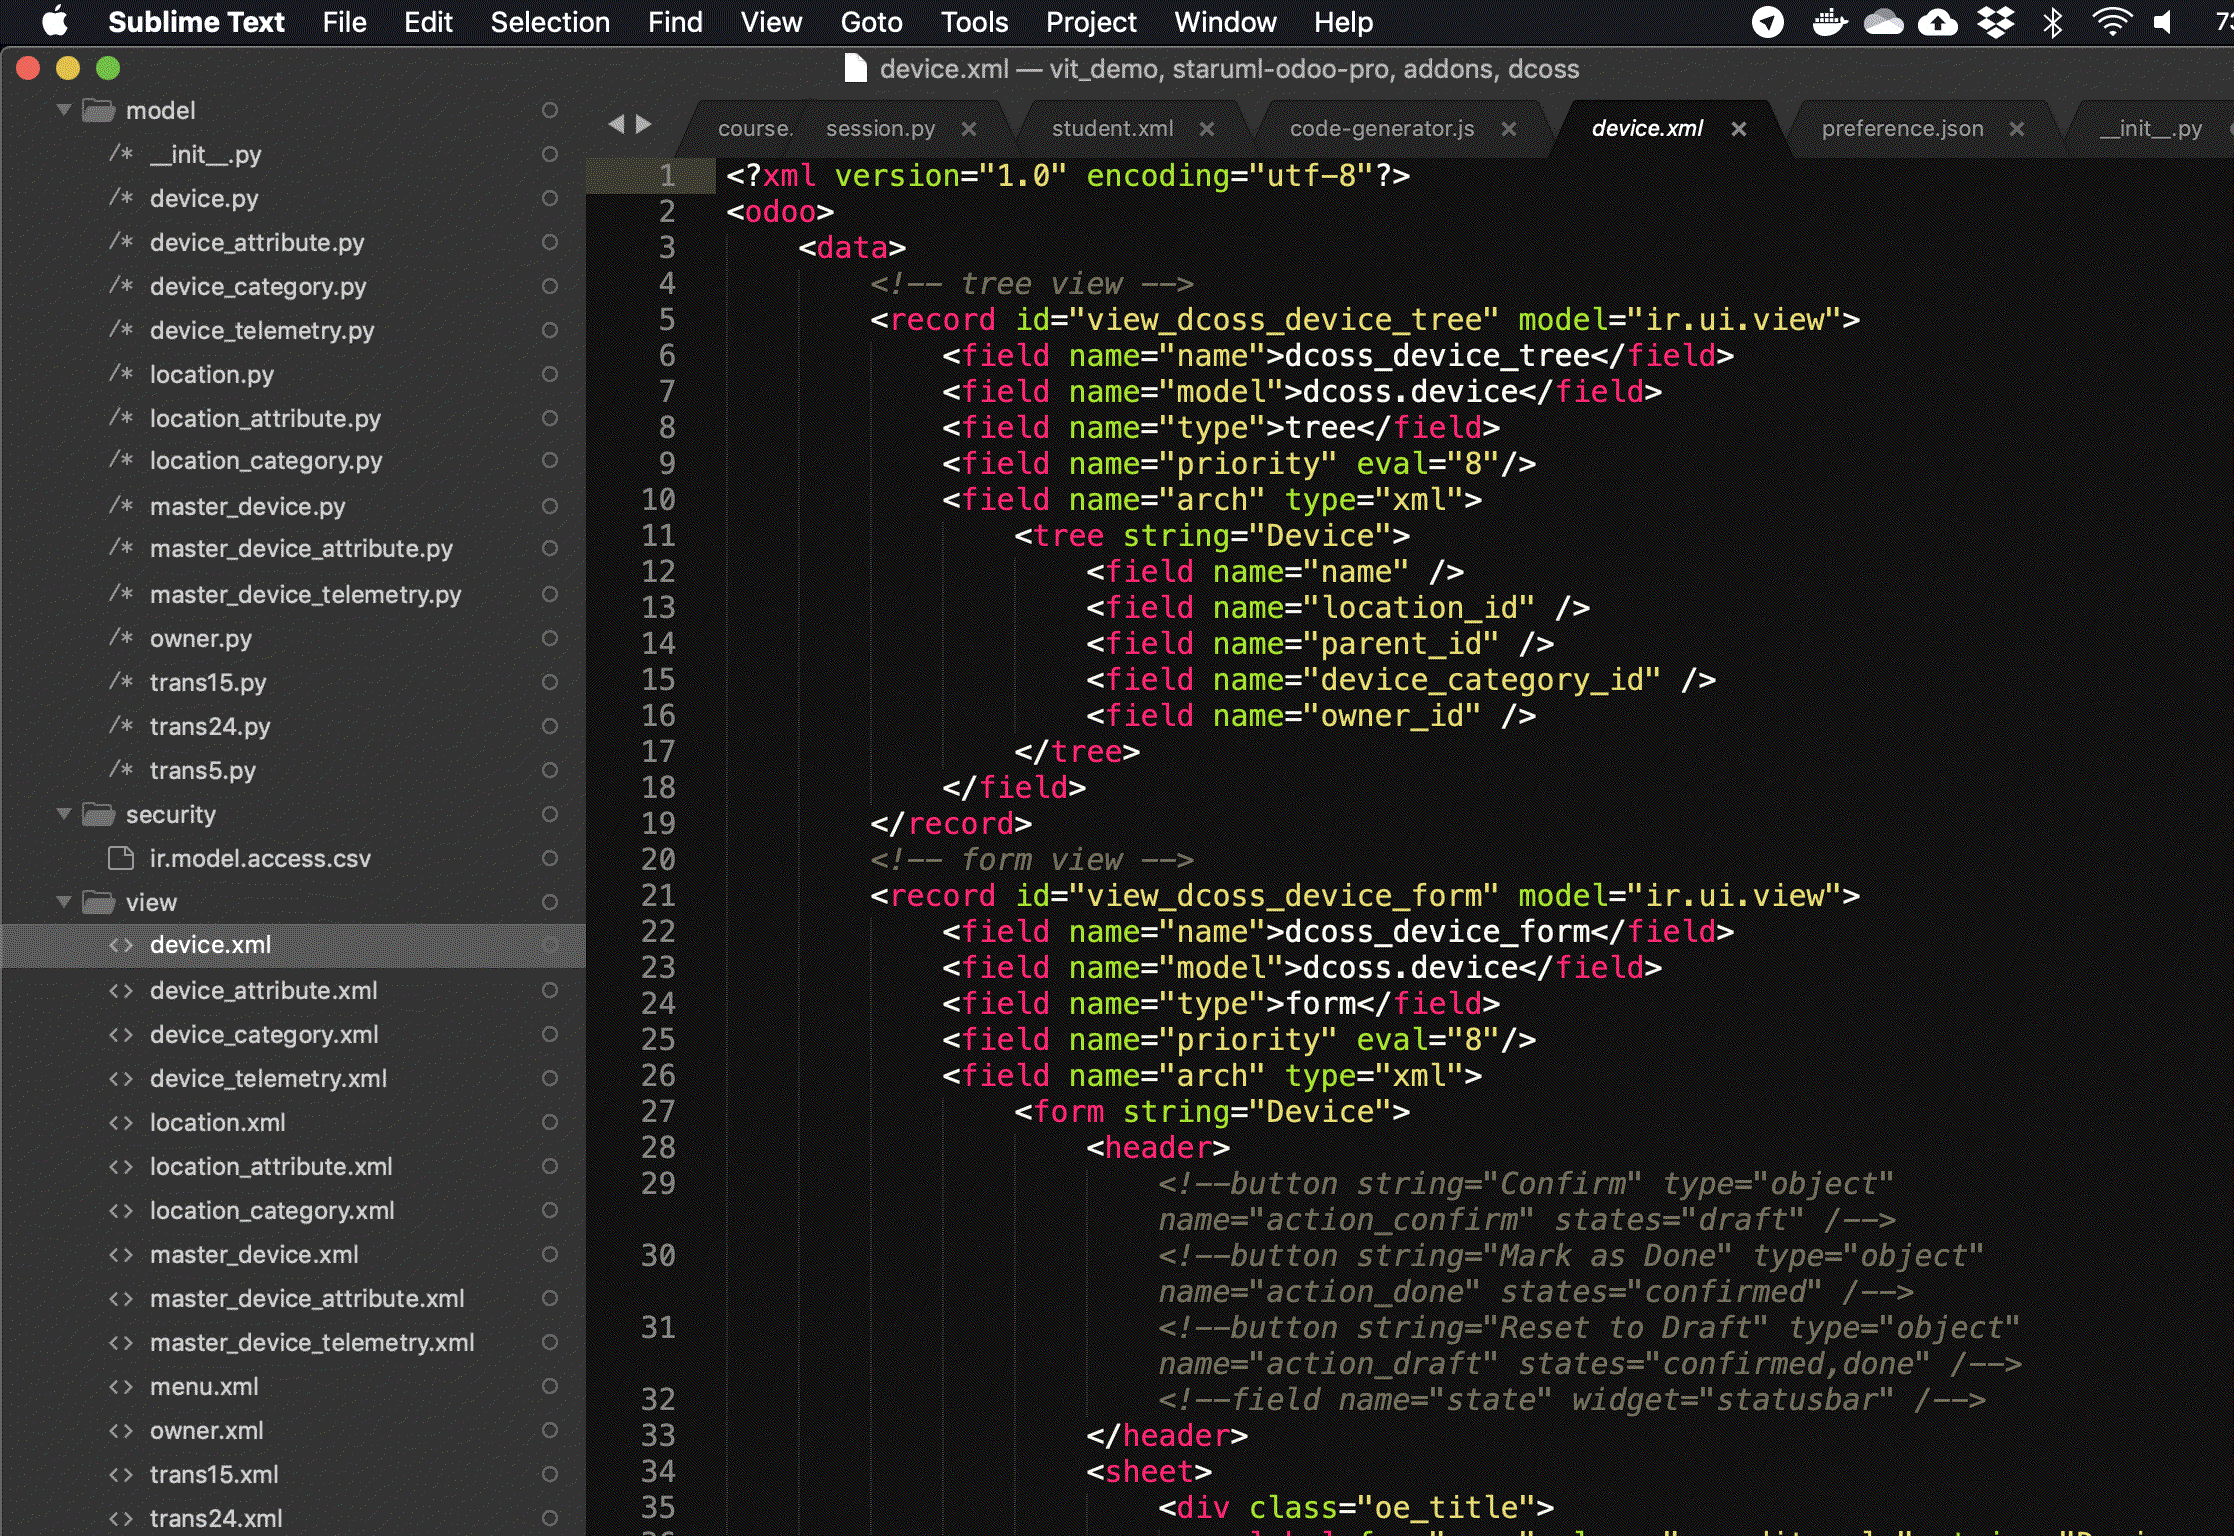 Sublime Text File Edit Selection Find View Goto Tools Project Window Help
device.xml — vit_demo, staruml-odoo-pro, addons, dcoss
model
/* __init__.py
/* device.py
/* device_attribute.py
/* device_category.py
/* device_telemetry.py
/* location.py
/* location_attribute.py
/* location_category.py
/* master_device.py
/* master_device_attribute.py
/* master_device_telemetry.py
/* owner.py
/* trans15.py
/* trans24.py
/* trans5.py
security
ir.model.access.csv
view
<> device.xml
<> device_attribute.xml
<> device_category.xml
<> device_telemetry.xml
<> location.xml
<> location_attribute.xml
<> location_category.xml
<> master_device.xml
<> master_device_attribute.xml
<> master_device_telemetry.xml
<> menu.xml
<> owner.xml
<> trans15.xml
<> trans24.xml
course. session.py × student.xml × code-generator.js × device.xml × preference.json × __init__.py
1 <?xml version="1.0" encoding="utf-8"?>
2 <odoo>
3 <data>
4 <!-- tree view -->
5 <record id="view_dcoss_device_tree" model="ir.ui.view">
6 <field name="name">dcoss_device_tree</field>
7 <field name="model">dcoss.device</field>
8 <field name="type">tree</field>
9 <field name="priority" eval="8"/>
10 <field name="arch" type="xml">
11 <tree string="Device">
12 <field name="name" />
13 <field name="location_id" />
14 <field name="parent_id" />
15 <field name="device_category_id" />
16 <field name="owner_id" />
17 </tree>
18 </field>
19 </record>
20 <!-- form view -->
21 <record id="view_dcoss_device_form" model="ir.ui.view">
22 <field name="name">dcoss_device_form</field>
23 <field name="model">dcoss.device</field>
24 <field name="type">form</field>
25 <field name="priority" eval="8"/>
26 <field name="arch" type="xml">
27 <form string="Device">
28 <header>
29 <!--button string="Confirm" type="object"
name="action_confirm" states="draft" /-->
30 <!--button string="Mark as Done" type="object"
name="action_done" states="confirmed" /-->
31 <!--button string="Reset to Draft" type="object"
name="action_draft" states="confirmed,done" /-->
32 <!--field name="state" widget="statusbar" /-->
33 </header>
34 <sheet>
35 <div class="oe_title">